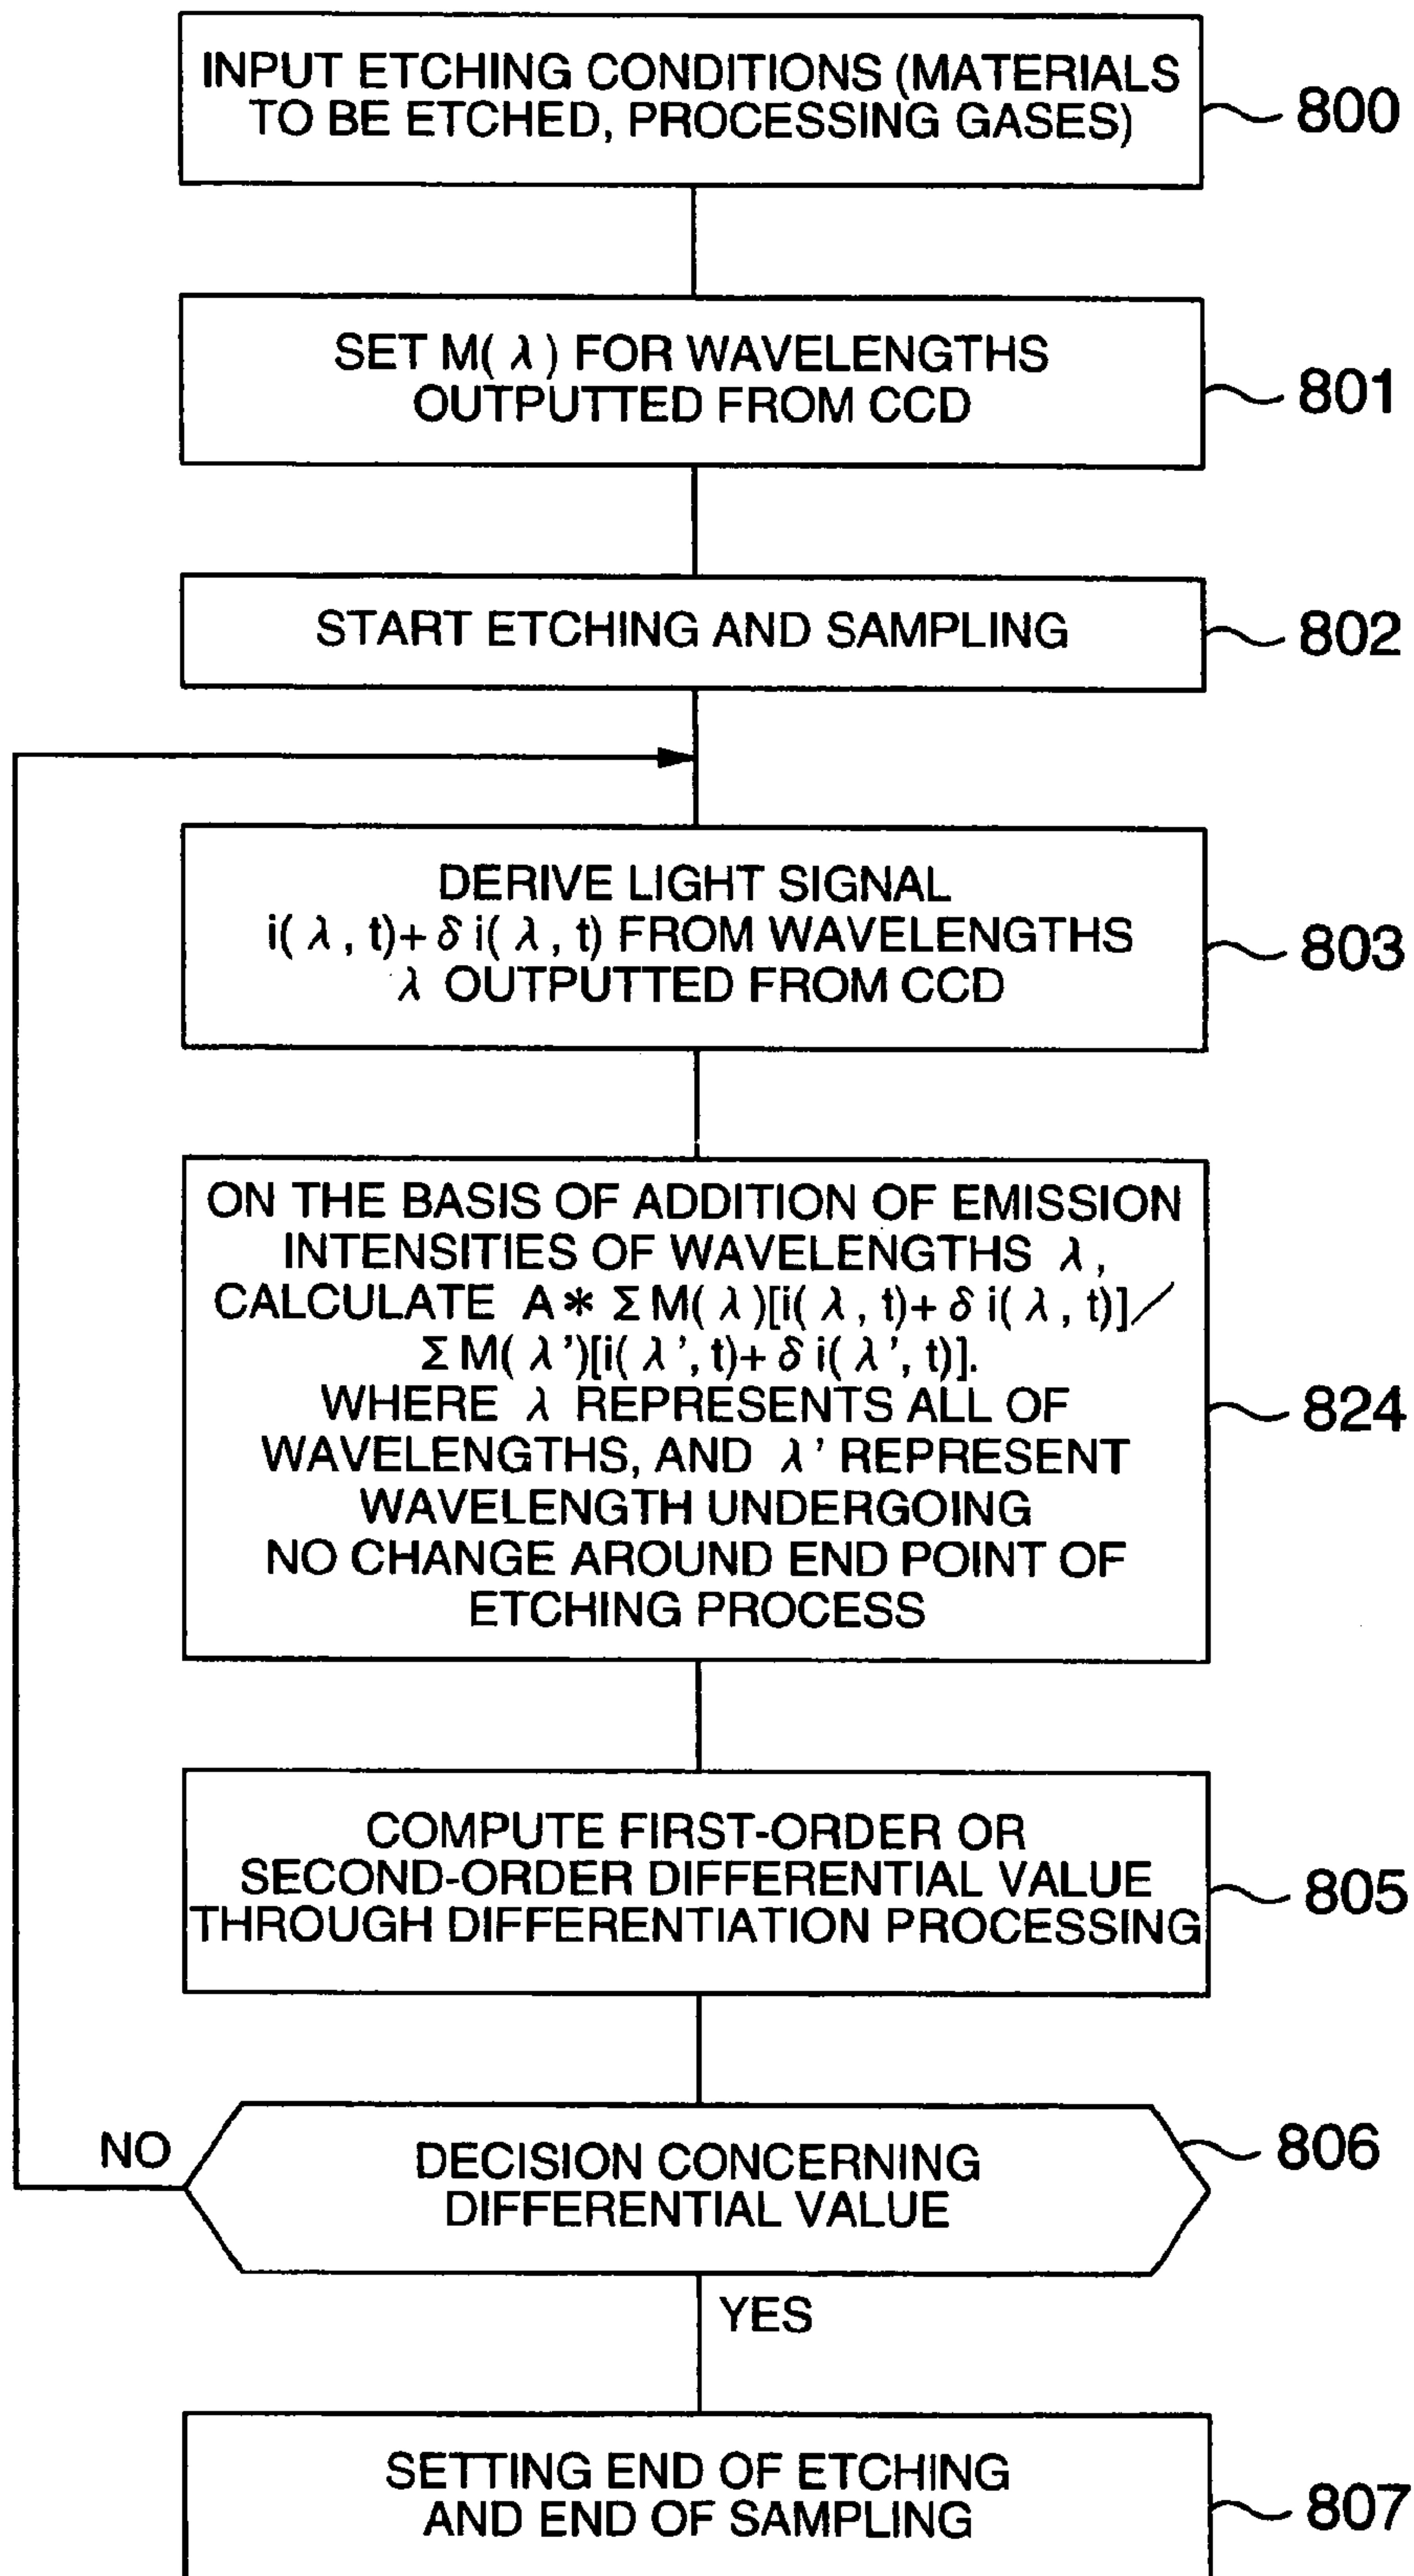 INPUT ETCHING CONDITIONS (MATERIALS
TO BE ETCHED, PROCESSING GASES)
800
SET M( λ ) FOR WAVELENGTHS
OUTPUTTED FROM CCD
801
START ETCHING AND SAMPLING
802
DERIVE LIGHT SIGNAL
i( λ , t)+ δ i( λ , t) FROM WAVELENGTHS
λ OUTPUTTED FROM CCD
803
ON THE BASIS OF ADDITION OF EMISSION
INTENSITIES OF WAVELENGTHS λ ,
CALCULATE A* Σ M( λ )[i( λ , t)+ δ i( λ , t)]/
Σ M( λ')[i( λ', t)+ δ i( λ', t)].
WHERE λ REPRESENTS ALL OF
WAVELENGTHS, AND λ' REPRESENT
WAVELENGTH UNDERGOING
NO CHANGE AROUND END POINT OF
ETCHING PROCESS
824
COMPUTE FIRST-ORDER OR
SECOND-ORDER DIFFERENTIAL VALUE
THROUGH DIFFERENTIATION PROCESSING
805
NO
DECISION CONCERNING
DIFFERENTIAL VALUE
806
YES
SETTING END OF ETCHING
AND END OF SAMPLING
807